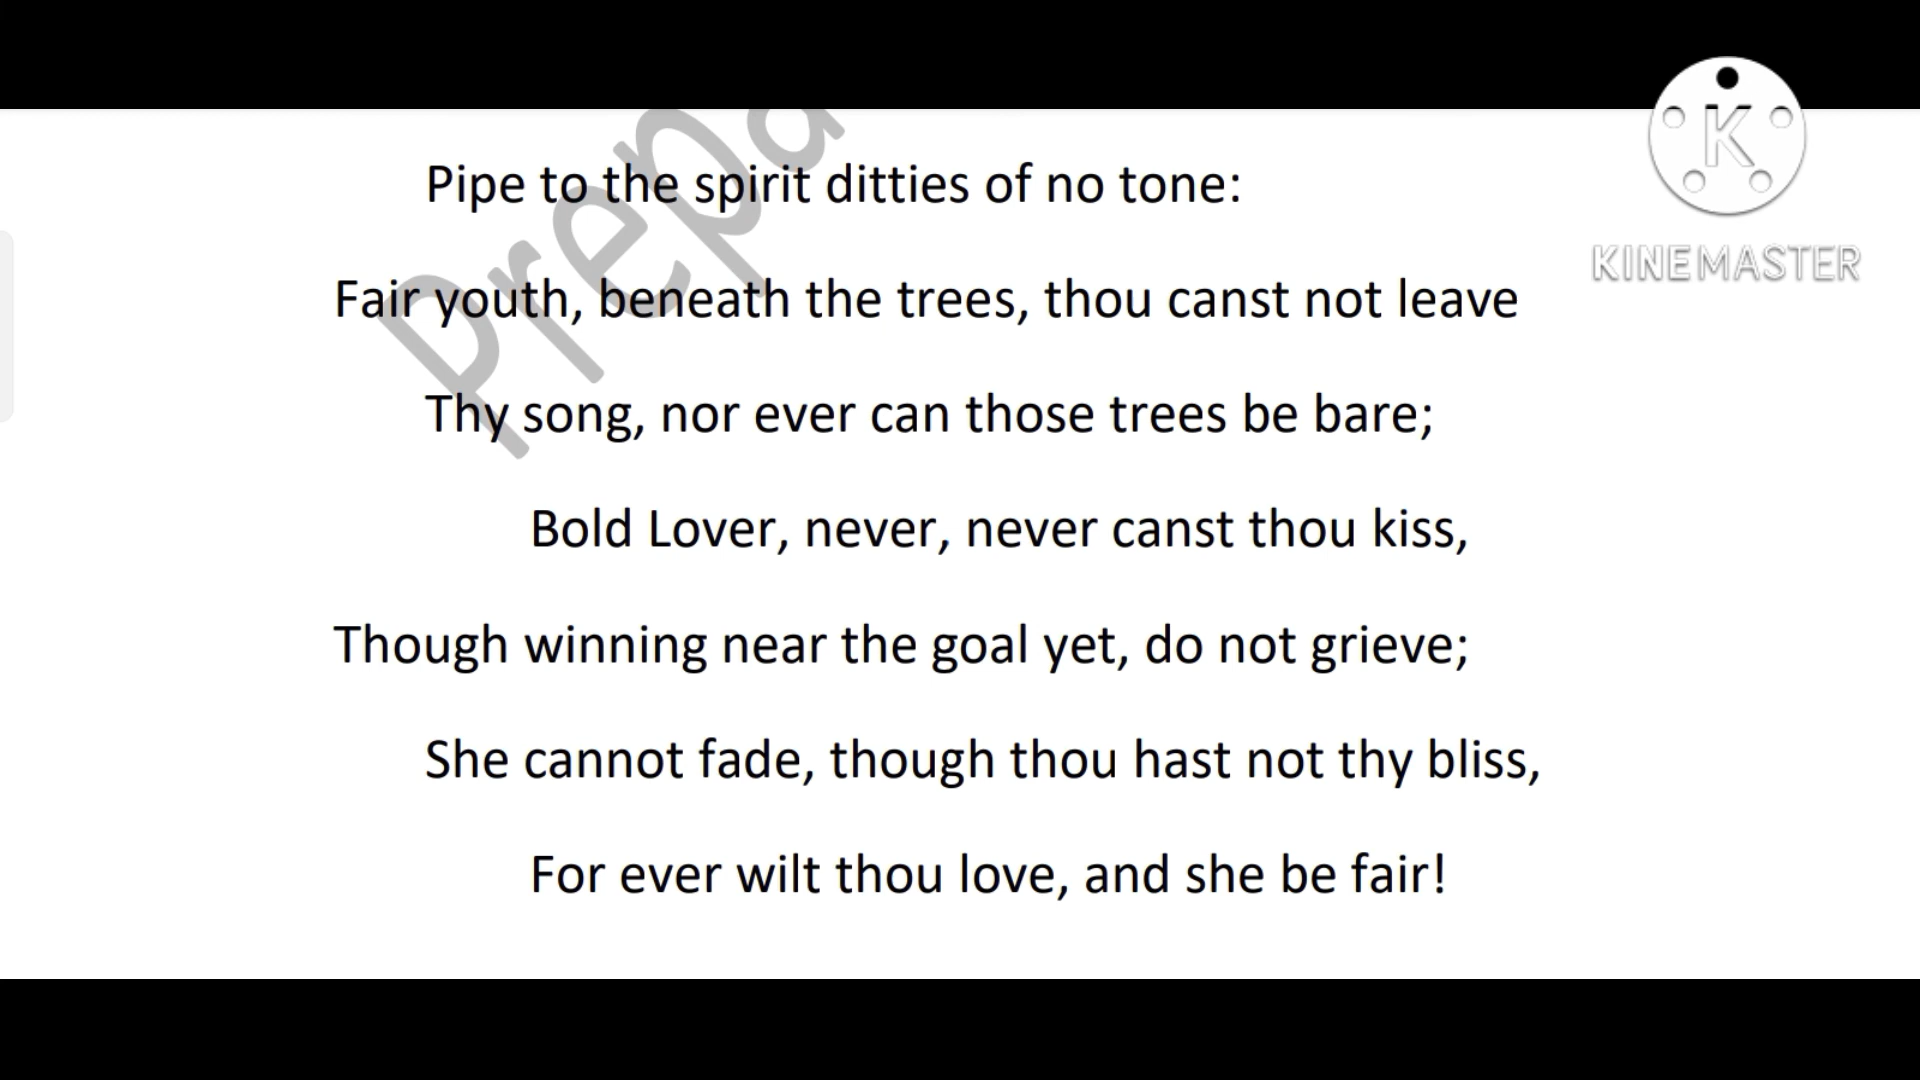 Pipe to the spirit ditties of no tone:
Fair youth, beneath the trees, thou canst not leave
Thy song, nor ever can those trees be bare;
Bold Lover, never, never canst thou kiss,
Though winning near the goal yet, do not grieve;
She cannot fade, though thou hast not thy bliss,
For ever wilt thou love, and she be fair!
Prepa
K
KINEMASTER